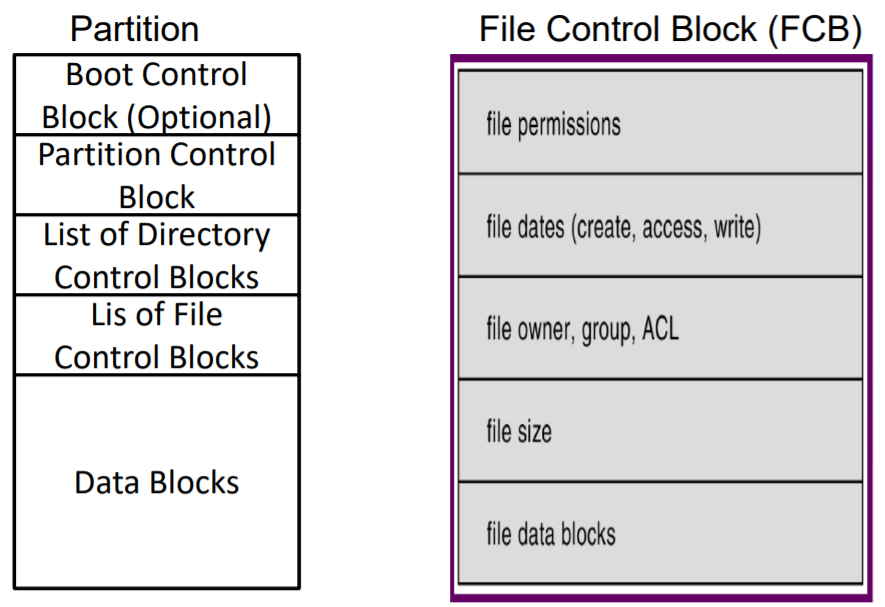 Partition
Boot Control
Block (Optional)
Partition Control
Block
List of Directory
Control Blocks
Lis of File
Control Blocks
Data Blocks
File Control Block (FCB)
file permissions
file dates (create, access, write)
file owner, group, ACL
file size
file data blocks